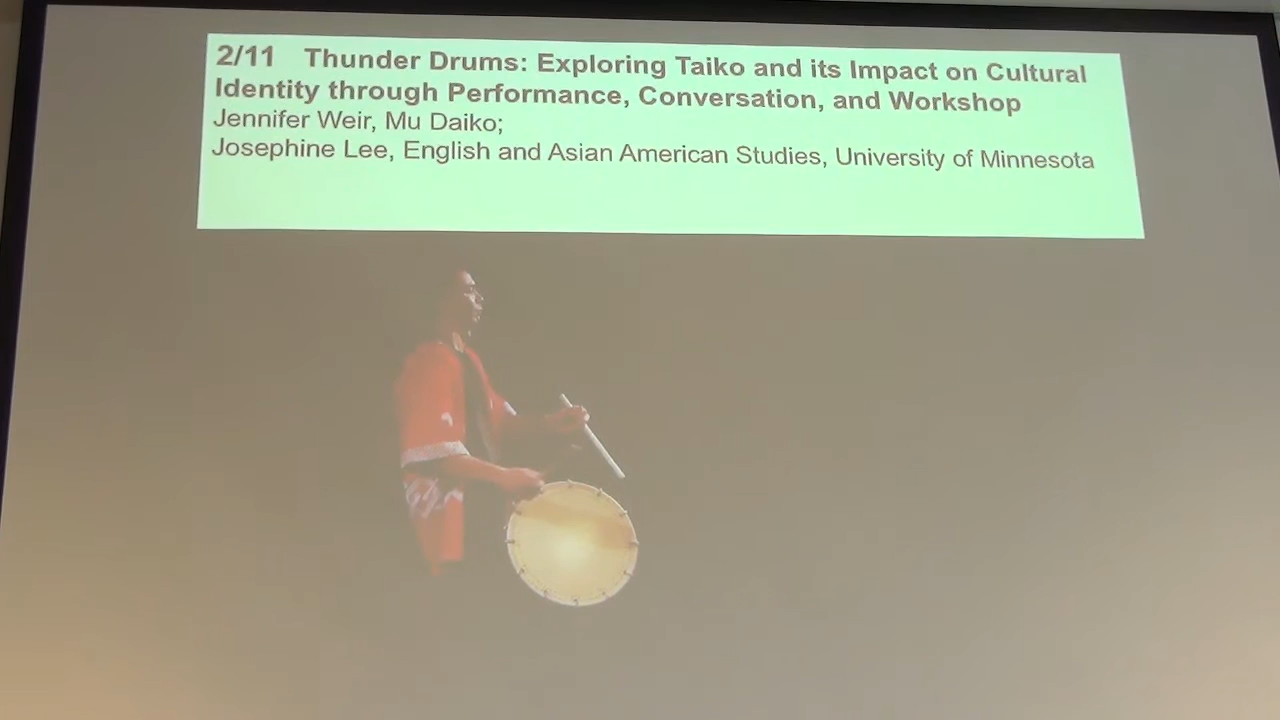 2/11 Thunder Drums: Exploring Taiko and its Impact on Cultural
Identity through Performance, Conversation, and Workshop
Jennifer Weir, Mu Daiko;
Josephine Lee, English and Asian American Studies, University of Minnesota